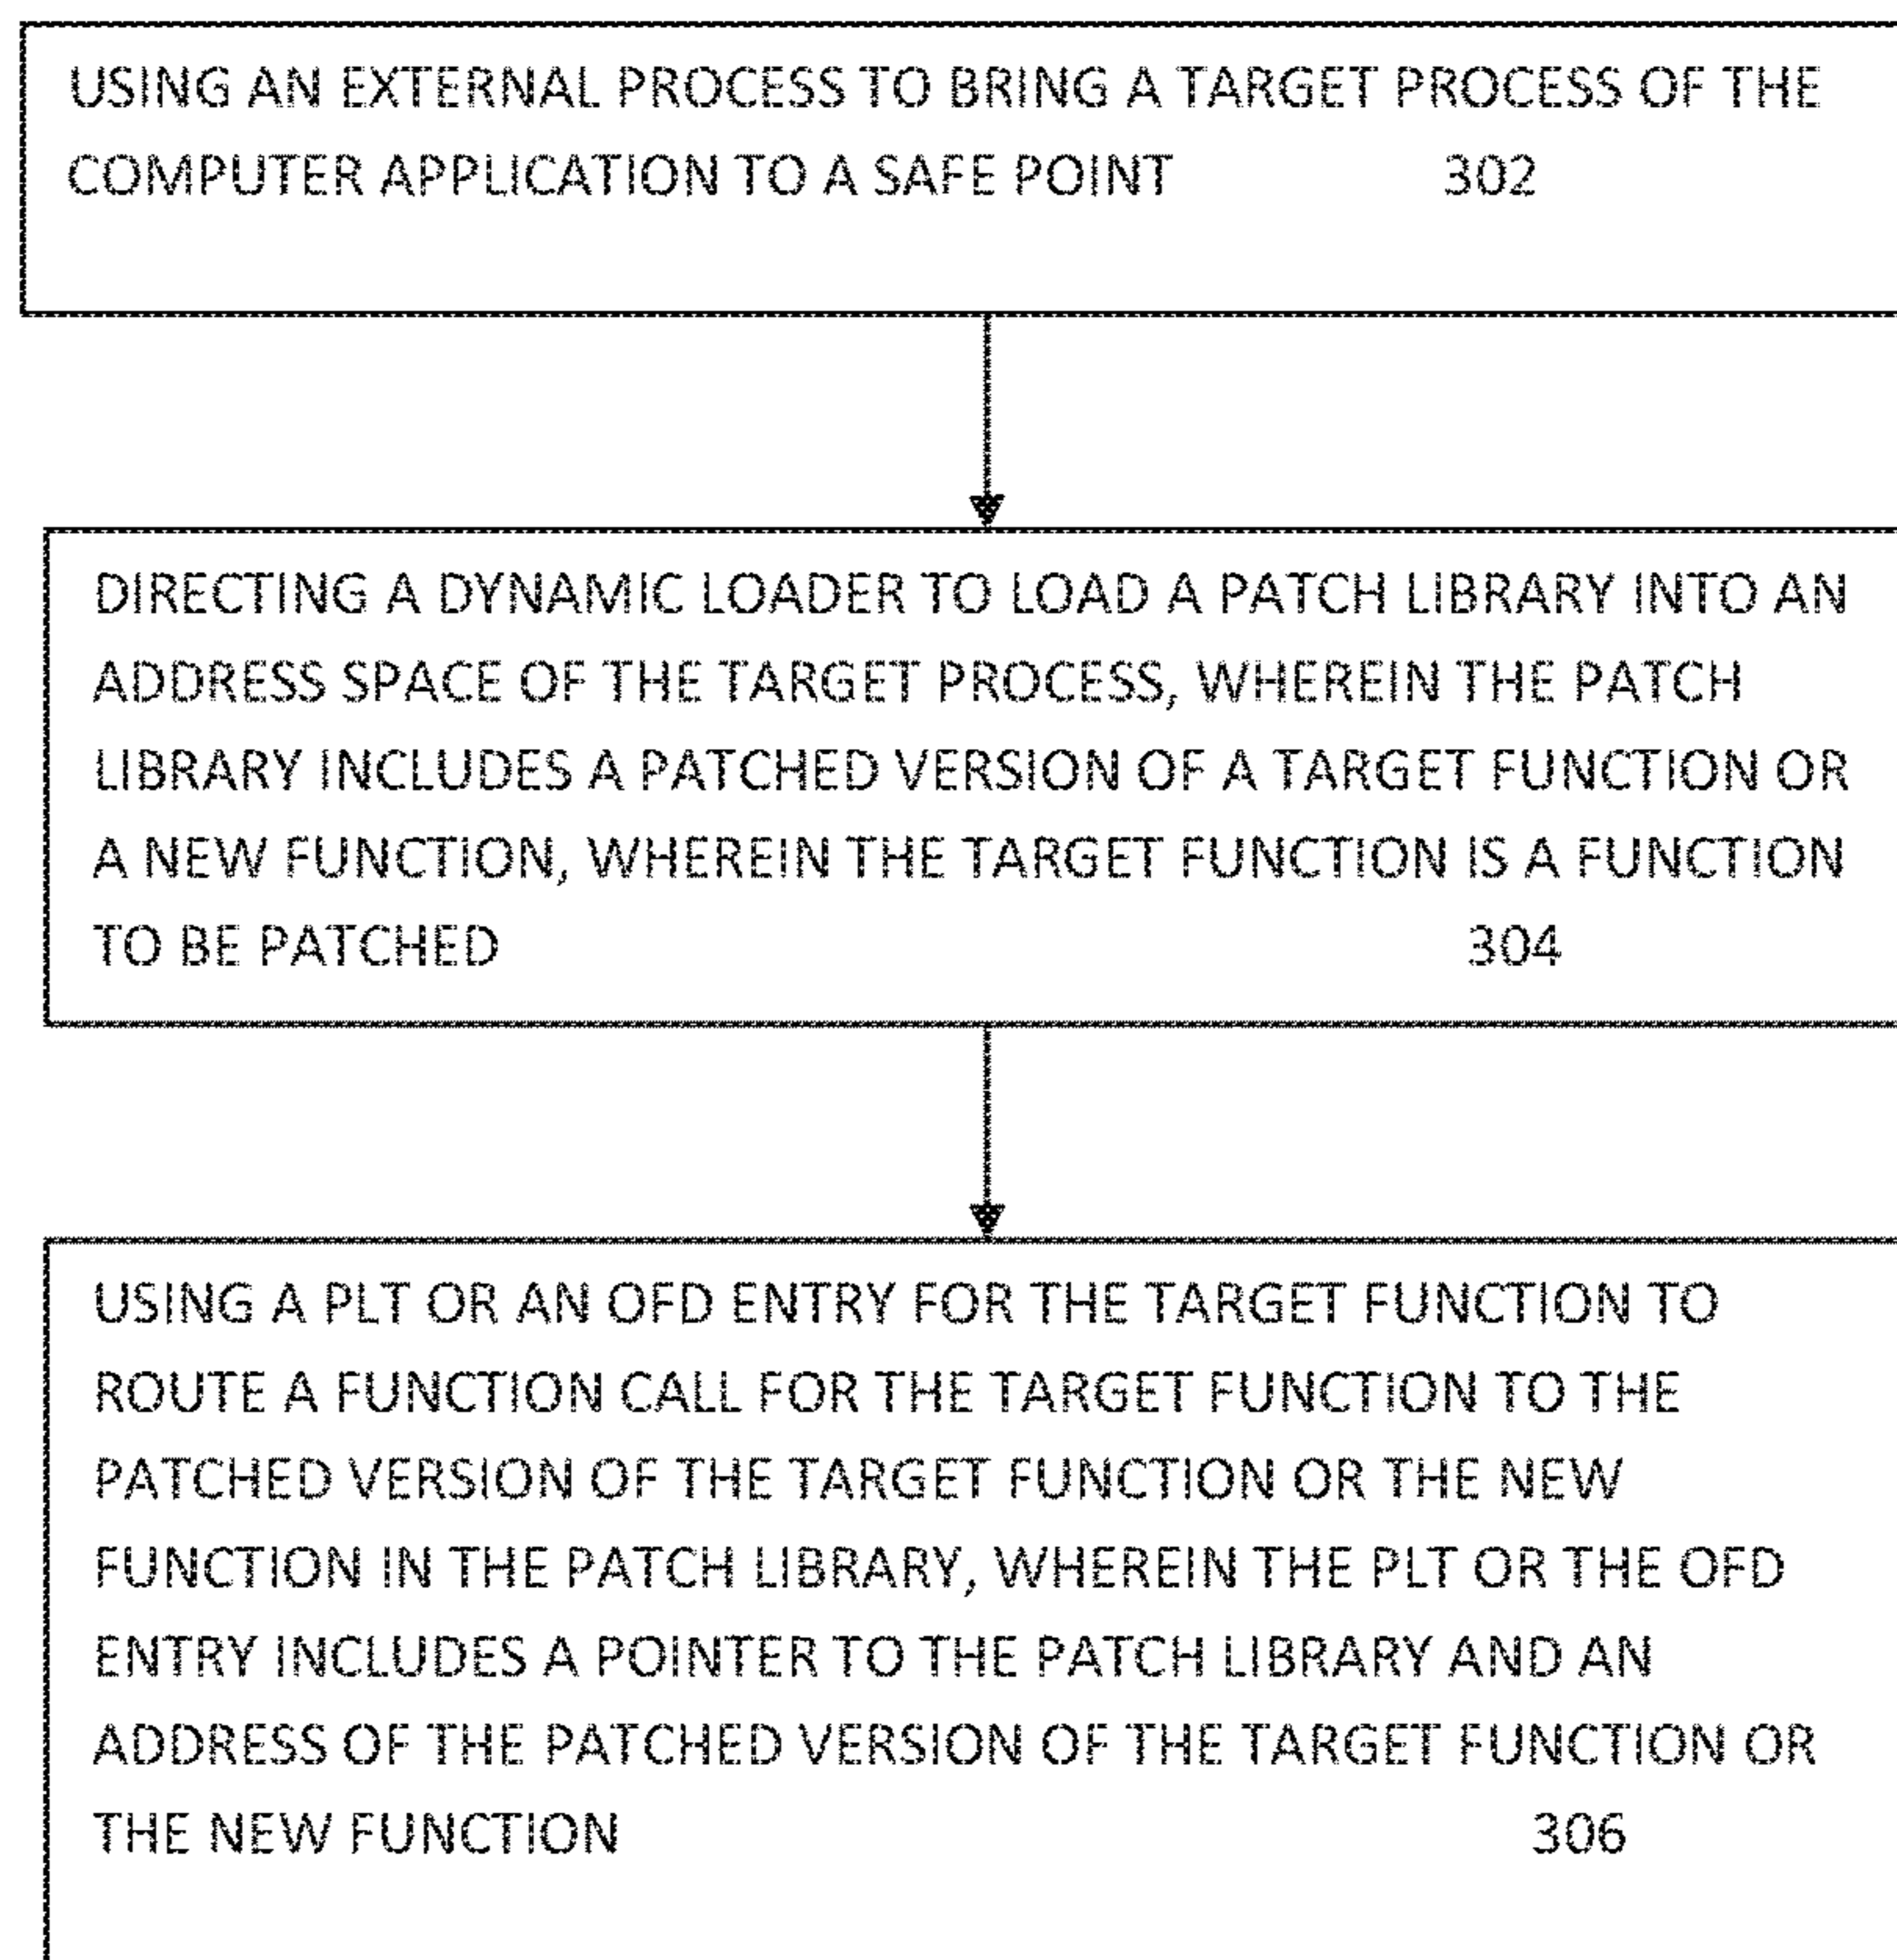 USING AN EXTERNAL PROCESS TO BRING A TARGET PROCESS OF THE
COMPUTER APPLICATION TO A SAFE POINT 302
DIRECTING A DYNAMIC LOADER TO LOAD A PATCH LIBRARY INTO AN
ADDRESS SPACE OF THE TARGET PROCESS, WHEREIN THE PATCH
LIBRARY INCLUDES A PATCHED VERSION OF A TARGET FUNCTION OR
A NEW FUNCTION, WHEREIN THE TARGET FUNCTION IS A FUNCTION
TO BE PATCHED 304
USING A PLT OR AN OFD ENTRY FOR THE TARGET FUNCTION TO
ROUTE A FUNCTION CALL FOR THE TARGET FUNCTION TO THE
PATCHED VERSION OF THE TARGET FUNCTION OR THE NEW
FUNCTION IN THE PATCH LIBRARY, WHEREIN THE PLT OR THE OFD
ENTRY INCLUDES A POINTER TO THE PATCH LIBRARY AND AN
ADDRESS OF THE PATCHED VERSION OF THE TARGET FUNCTION OR
THE NEW FUNCTION 306